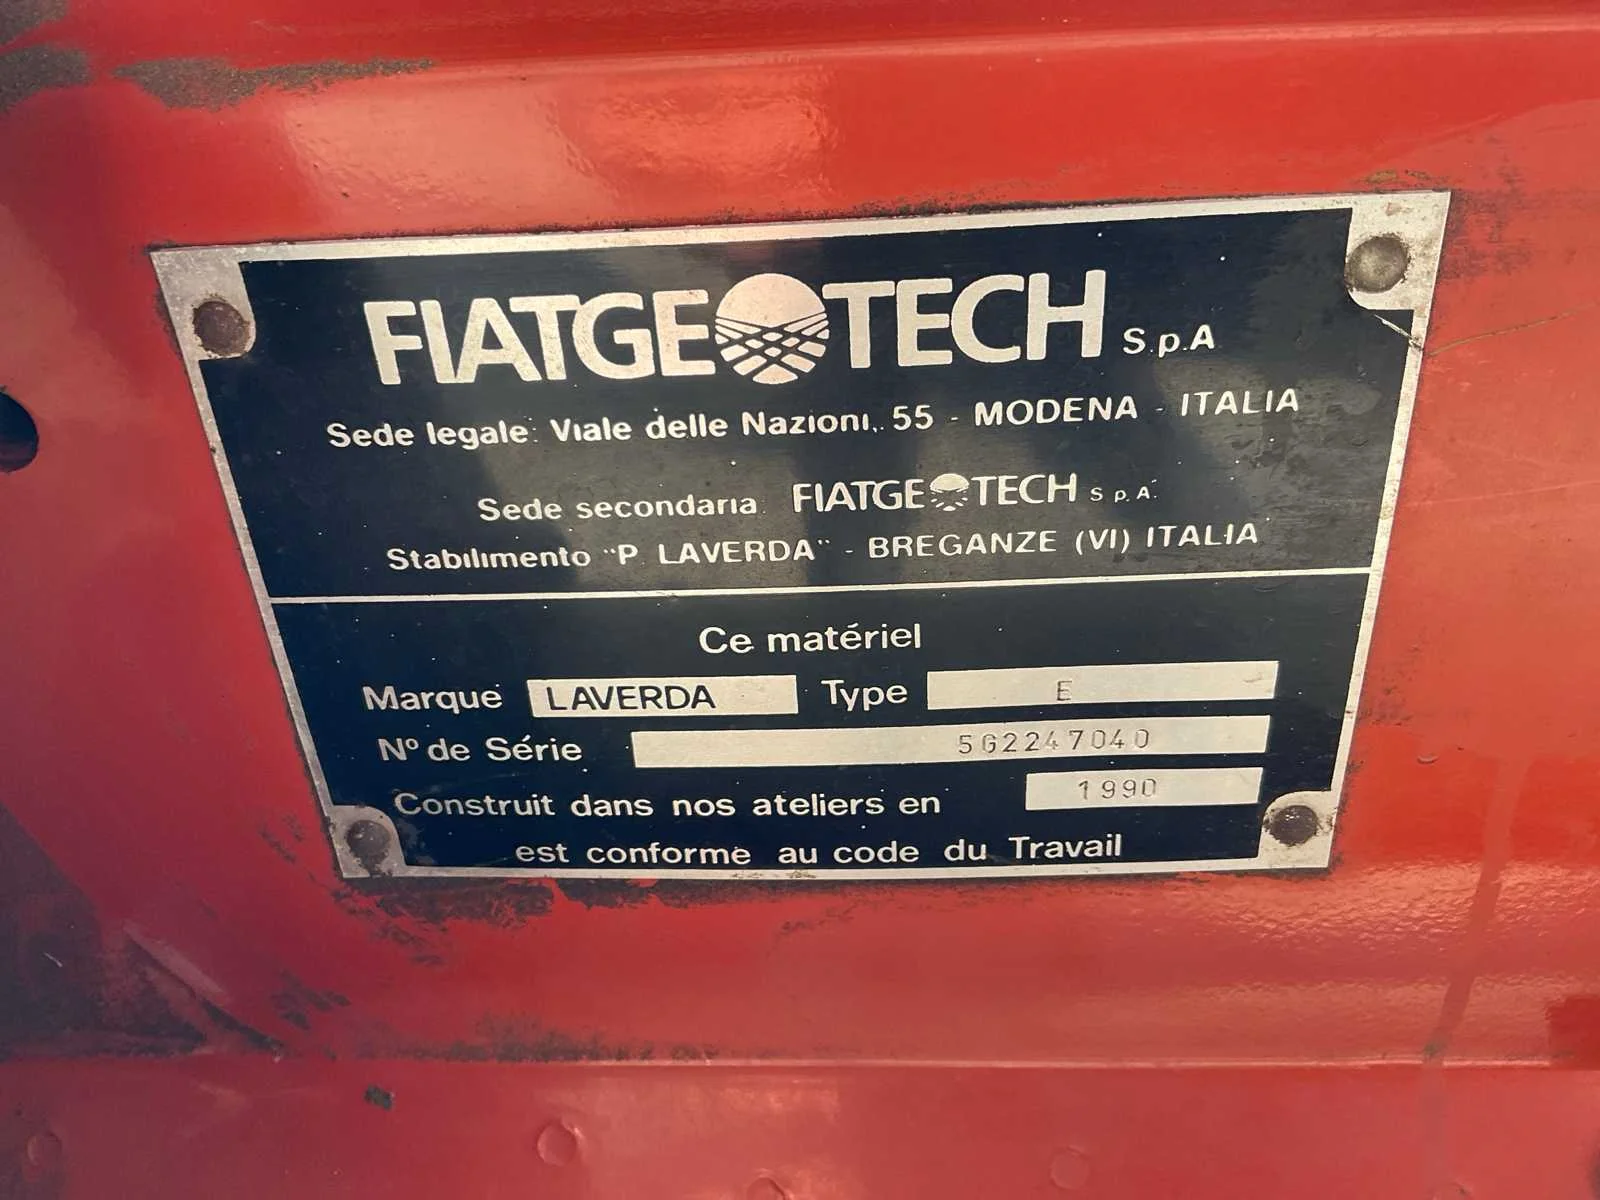 FIATGEOTECH S.p.A
Sede legale: Viale delle Nazioni, 55 - MODENA - ITALIA
Sede secondaria FIATGEOTECH S.p.A.
Stabilimento "P. LAVERDA" - BREGANZE (VI) ITALIA
Ce matériel
Marque LAVERDA Type E
Nº de Série 562247040
Construit dans nos ateliers en 1990
est conforme au code du Travail